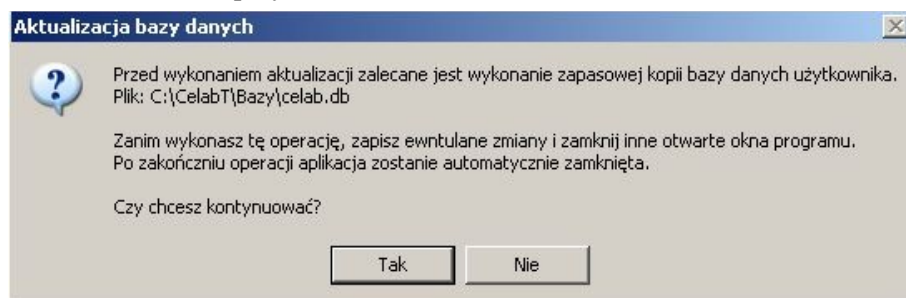 Aktualizacja bazy danych
Przed wykonaniem aktualizacji zalecane jest wykonanie zapasowej kopii bazy danych użytkownika.
Plik: C:\CelabT\Bazy\celab.db
Zanim wykonasz tę operację, zapisz ewntulane zmiany i zamknij inne otwarte okna programu.
Po zakończniu operacji aplikacja zostanie automatycznie zamknięta.
Czy chcesz kontynuować?
Tak Nie